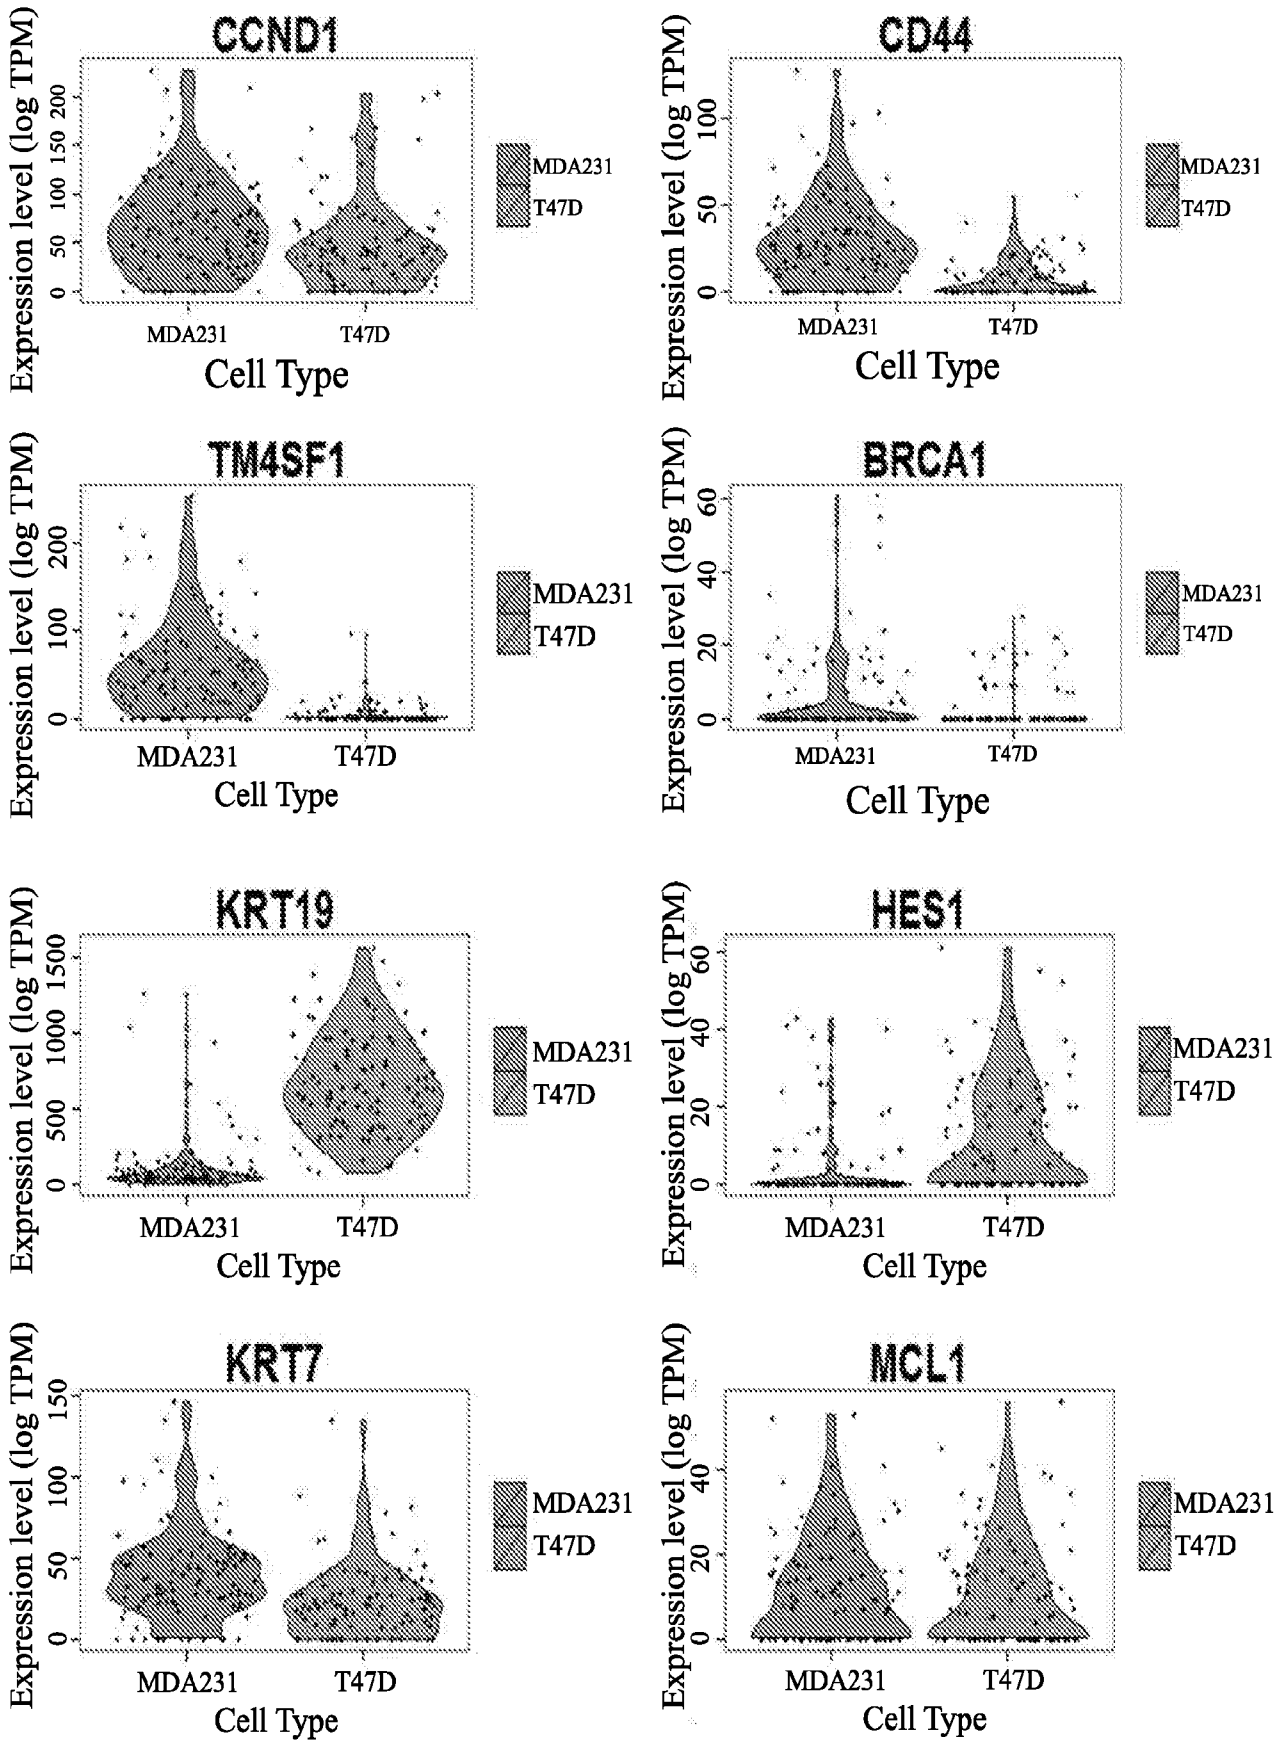 CCND1
Expression level (log TPM)
200
150
100
50
0
MDA231
T47D
Cell Type
MDA231
T47D
CD44
Expression level (log TPM)
100
50
0
MDA231
T47D
Cell Type
MDA231
T47D
TM4SF1
Expression level (log TPM)
200
100
0
MDA231
T47D
Cell Type
MDA231
T47D
BRCA1
Expression level (log TPM)
60
40
20
0
MDA231
T47D
Cell Type
MDA231
T47D
KRT19
Expression level (log TPM)
1500
1000
500
0
MDA231
T47D
Cell Type
MDA231
T47D
HES1
Expression level (log TPM)
60
40
20
0
MDA231
T47D
Cell Type
MDA231
T47D
KRT7
Expression level (log TPM)
150
100
50
0
MDA231
T47D
Cell Type
MDA231
T47D
MCL1
Expression level (log TPM)
40
20
0
MDA231
T47D
Cell Type
MDA231
T47D